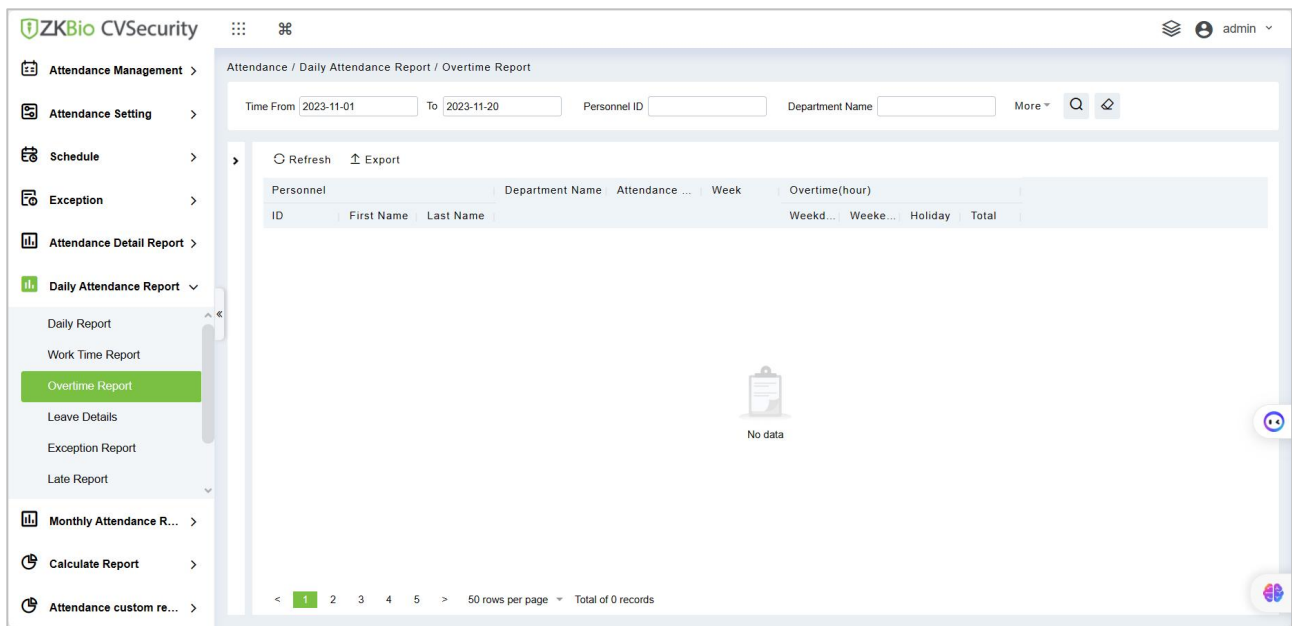 ZKBio CVSecurity
admin
Attendance Management
Attendance Setting
Schedule
Exception
Attendance Detail Report
Daily Attendance Report
Daily Report
Work Time Report
Overtime Report
Leave Details
Exception Report
Late Report
Monthly Attendance R...
Calculate Report
Attendance custom re...
Attendance / Daily Attendance Report / Overtime Report
Time From 2023-11-01 To 2023-11-20 Personnel ID Department Name More
Refresh Export
Personnel Department Name Attendance ... Week Overtime(hour)
ID First Name Last Name Weekd... Weeke... Holiday Total
No data
< 1 2 3 4 5 > 50 rows per page Total of 0 records